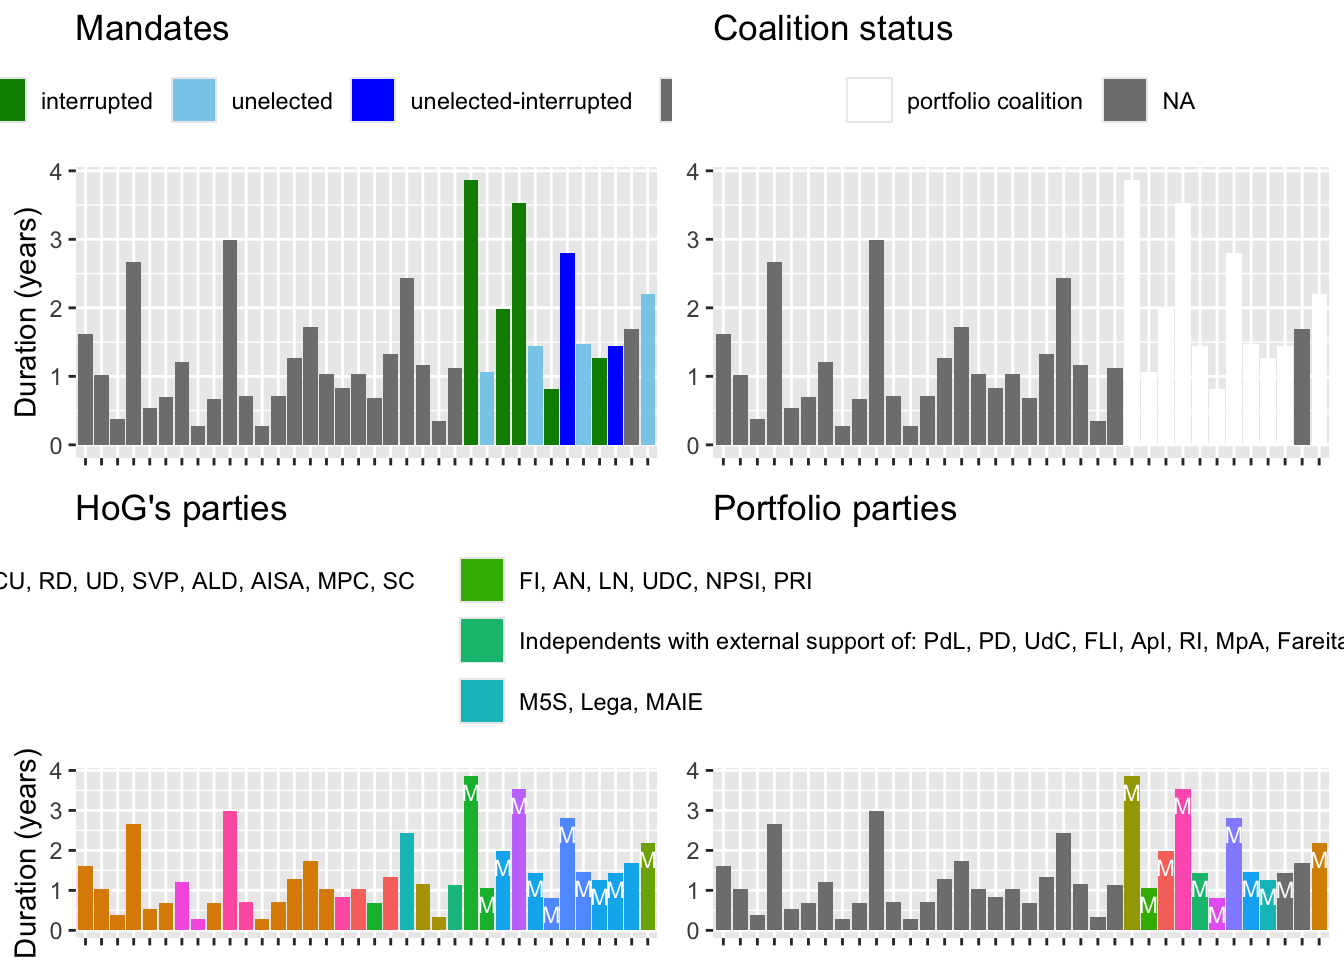 Mandates
Coalition status
interrupted
unelected
unelected-interrupted
portfolio coalition
NA
Duration (years)
4
3
2
1
0
4
3
2
1
0
HoG's parties
Portfolio parties
CU, RD, UD, SVP, ALD, AISA, MPC, SC
FI, AN, LN, UDC, NPSI, PRI
Independents with external support of: PdL, PD, UdC, FLI, ApI, RI, MpA, Fareita
M5S, Lega, MAIE
Duration (years)
4
3
2
1
0
M M M M M M M M M M M
4
3
2
1
0
M M M M M M M M M M M